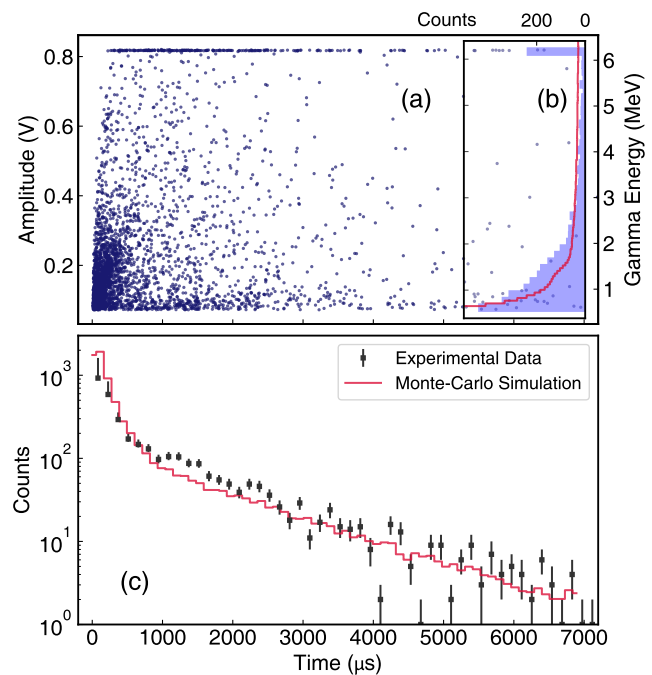 Counts 200 0
0.8
0.6
0.4
0.2
Amplitude (V)
(a)
(b)
6
5
4
3
2
1
Gamma Energy (MeV)
10³
10²
10¹
10⁰
Counts
Experimental Data
Monte-Carlo Simulation
(c)
0 1000 2000 3000 4000 5000 6000 7000
Time (μs)